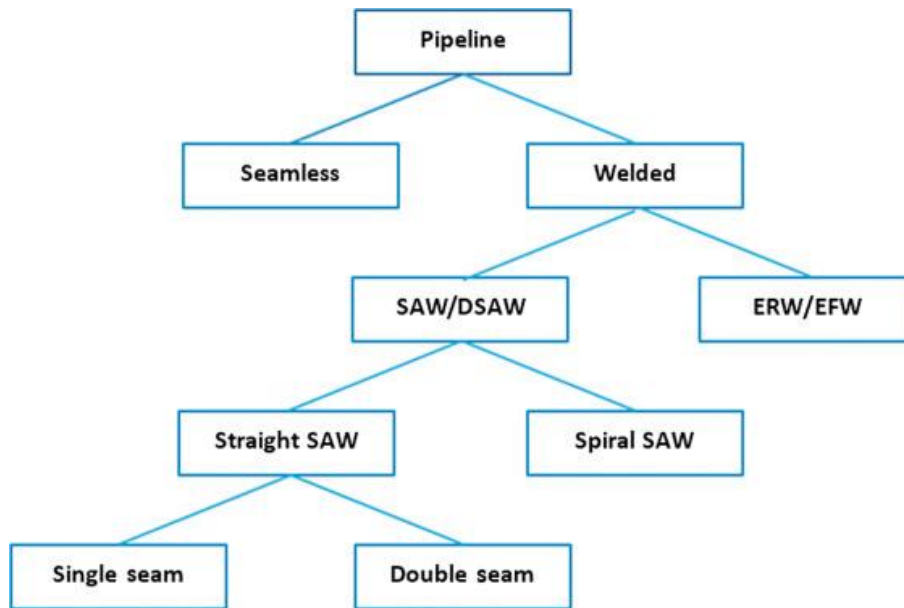 Pipeline
Seamless
Welded
SAW/DSAW
ERW/EFW
Straight SAW
Spiral SAW
Single seam
Double seam